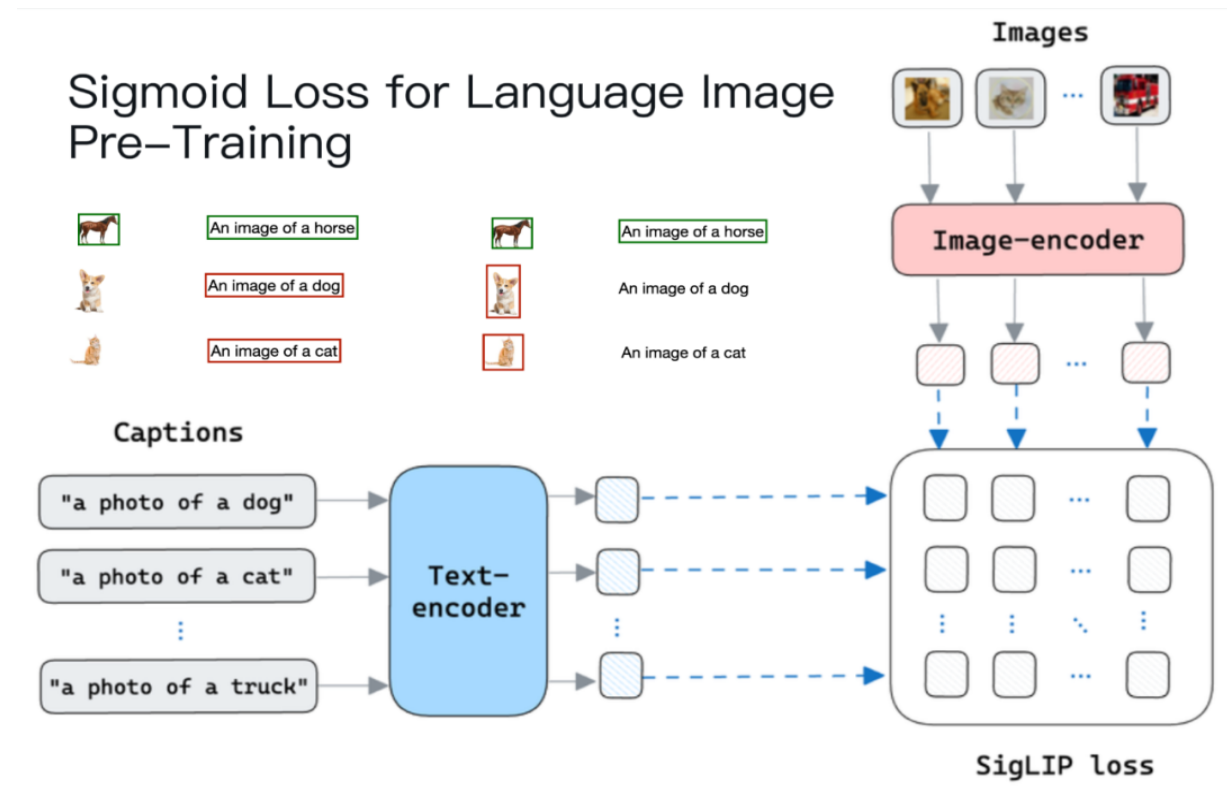 Images
Sigmoid Loss for Language Image
Pre-Training
An image of a horse
An image of a horse
An image of a dog
An image of a dog
An image of a cat
An image of a cat
Image-encoder
Captions
"a photo of a dog"
"a photo of a cat"
"a photo of a truck"
Text-
encoder
SigLIP loss